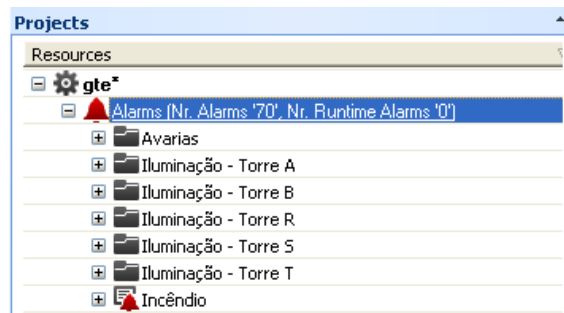 Projects
Resources
gte*
Alarms (Nr. Alarms '70', Nr. Runtime Alarms '0')
Avarias
Iluminação - Torre A
Iluminação - Torre B
Iluminação - Torre R
Iluminação - Torre S
Iluminação - Torre T
Incêndio